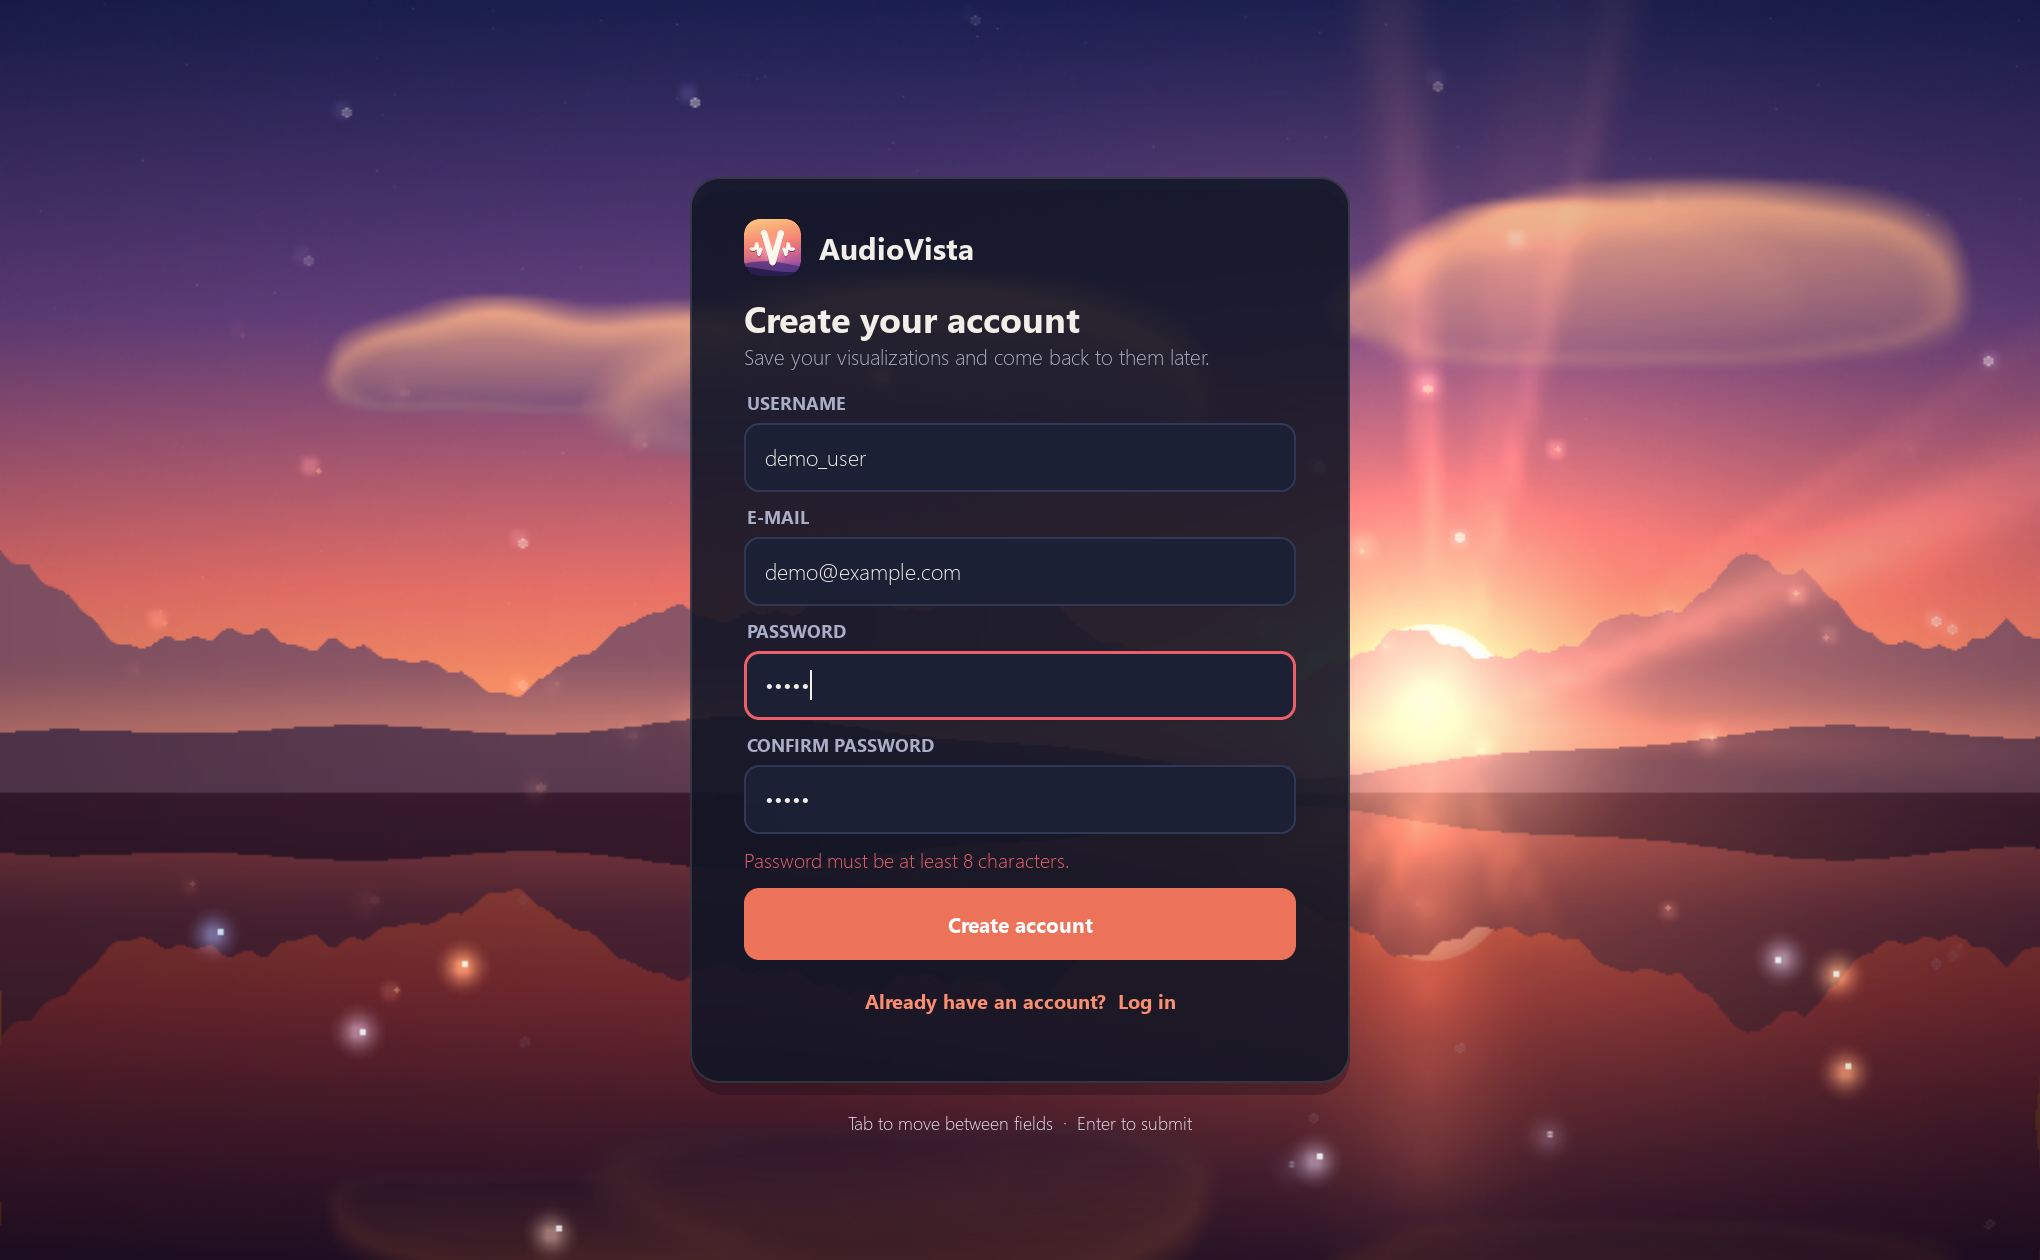 AudioVista
Create your account
Save your visualizations and come back to them later.
USERNAME
demo_user
E-MAIL
demo@example.com
PASSWORD
•••••
CONFIRM PASSWORD
•••••
Password must be at least 8 characters.
Create account
Already have an account? Log in
Tab to move between fields · Enter to submit